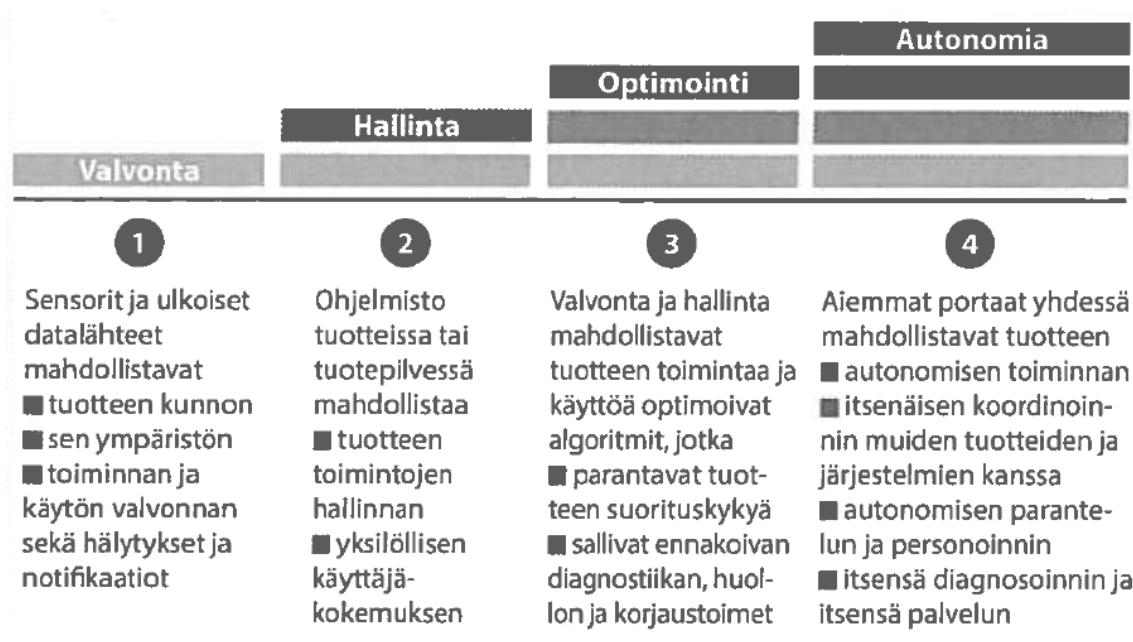 Autonomia
Optimointi
Hallinta
Valvonta
1
Sensorit ja ulkoiset
datalähteet
mahdollistavat
■ tuotteen kunnon
■ sen ympäristön
■ toiminnan ja
käytön valvonnan
sekä hälytykset ja
notifikaatiot
2
Ohjelmisto
tuotteissa tai
tuotepilvessä
mahdollistaa
■ tuotteen
toimintojen
hallinnan
■ yksilöllisen
käyttäjä-
kokemuksen
3
Valvonta ja hallinta
mahdollistavat
tuotteen toimintaa ja
käyttöä optimoivat
algoritmit, jotka
■ parantavat tuot-
teen suorituskykyä
■ sallivat ennakoivan
diagnostiikan, huol-
lon ja korjaustoimet
4
Aiemmat portaat yhdessä
mahdollistavat tuotteen
■ autonomisen toiminnan
■ itsenäisen koordinoin-
nin muiden tuotteiden ja
järjestelmien kanssa
■ autonomisen parante-
lun ja personoinnin
■ itsensä diagnosoinnin ja
itsensä palvelun